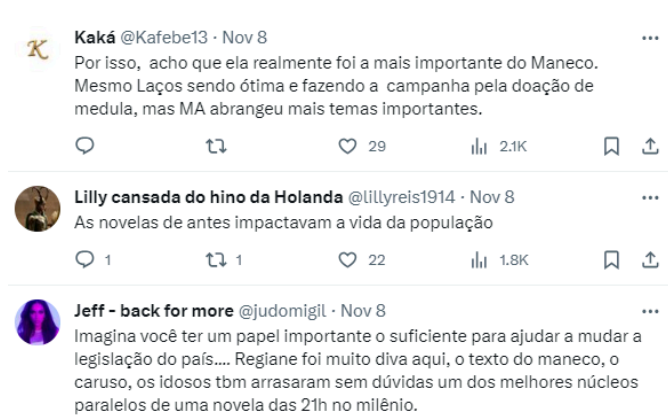 K
Kaká @Kafebe13 · Nov 8
Por isso, acho que ela realmente foi a mais importante do Maneco.
Mesmo Laços sendo ótima e fazendo a campanha pela doação de
medula, mas MA abrangeu mais temas importantes.
29 2.1K
Lilly cansada do hino da Holanda @lillyreis1914 · Nov 8
As novelas de antes impactavam a vida da população
1 1 22 1.8K
Jeff - back for more @judomigil · Nov 8
Imagina você ter um papel importante o suficiente para ajudar a mudar a
legislação do país.... Regiane foi muito diva aqui, o texto do maneco, o
caruso, os idosos tbm arrasaram sem dúvidas um dos melhores núcleos
paralelos de uma novela das 21h no milênio.